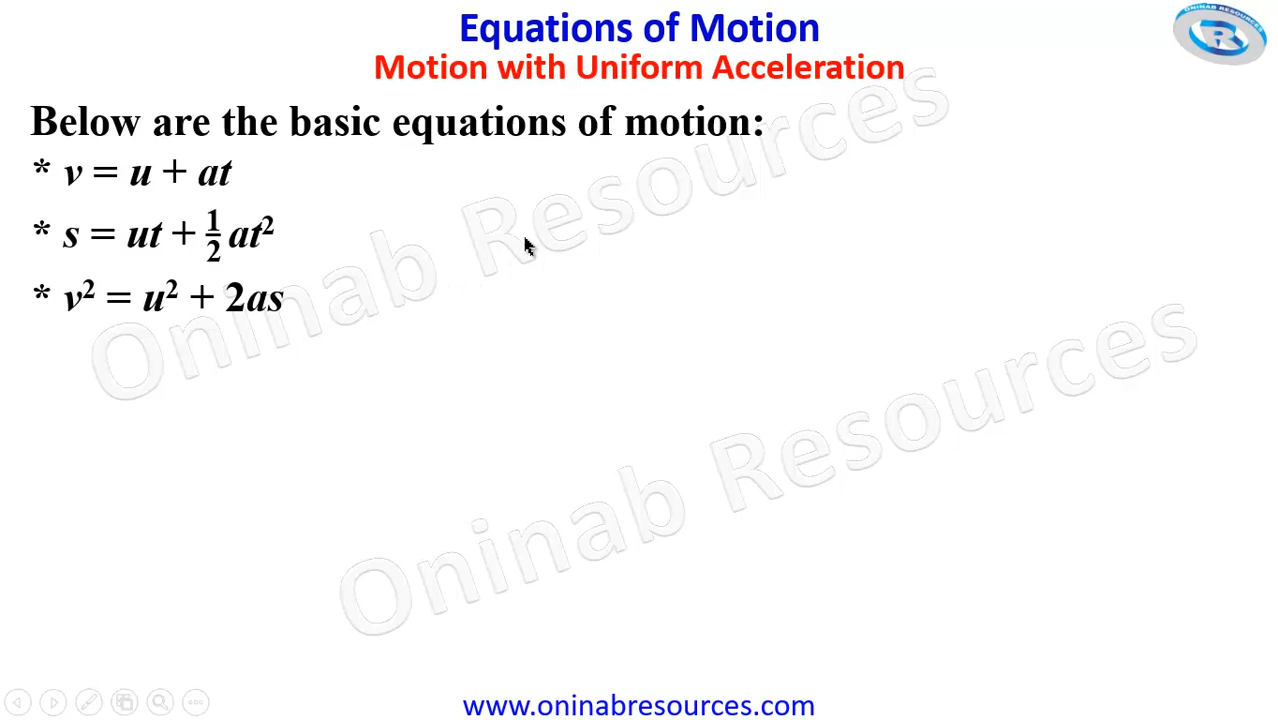 Equations of Motion
ONINAB RESOURCES
R
Motion with Uniform Acceleration
Below are the basic equations of motion:
* v = u + at
* s = ut + ½ at²
* v² = u² + 2as
Oninab Resources
Oninab Resources
www.oninabresources.com